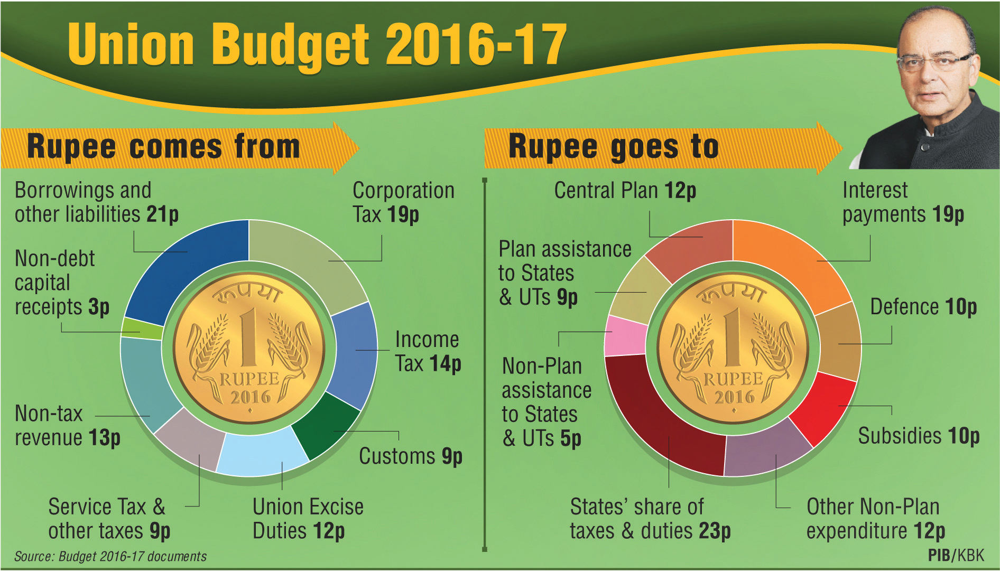 Union Budget 2016-17
Rupee comes from
Borrowings and
other liabilities 21p
Corporation
Tax 19p
Non-debt
capital
receipts 3p
Income
Tax 14p
Non-tax
revenue 13p
Customs 9p
Service Tax &
other taxes 9p
Union Excise
Duties 12p
रूपया
1
RUPEE
2016
Source: Budget 2016-17 documents
Rupee goes to
Central Plan 12p
Interest
payments 19p
Plan assistance
to States
& UTs 9p
Defence 10p
Non-Plan
assistance
to States
& UTs 5p
Subsidies 10p
States’ share of
taxes & duties 23p
Other Non-Plan
expenditure 12p
रूपया
1
RUPEE
2016
PIB/KBK